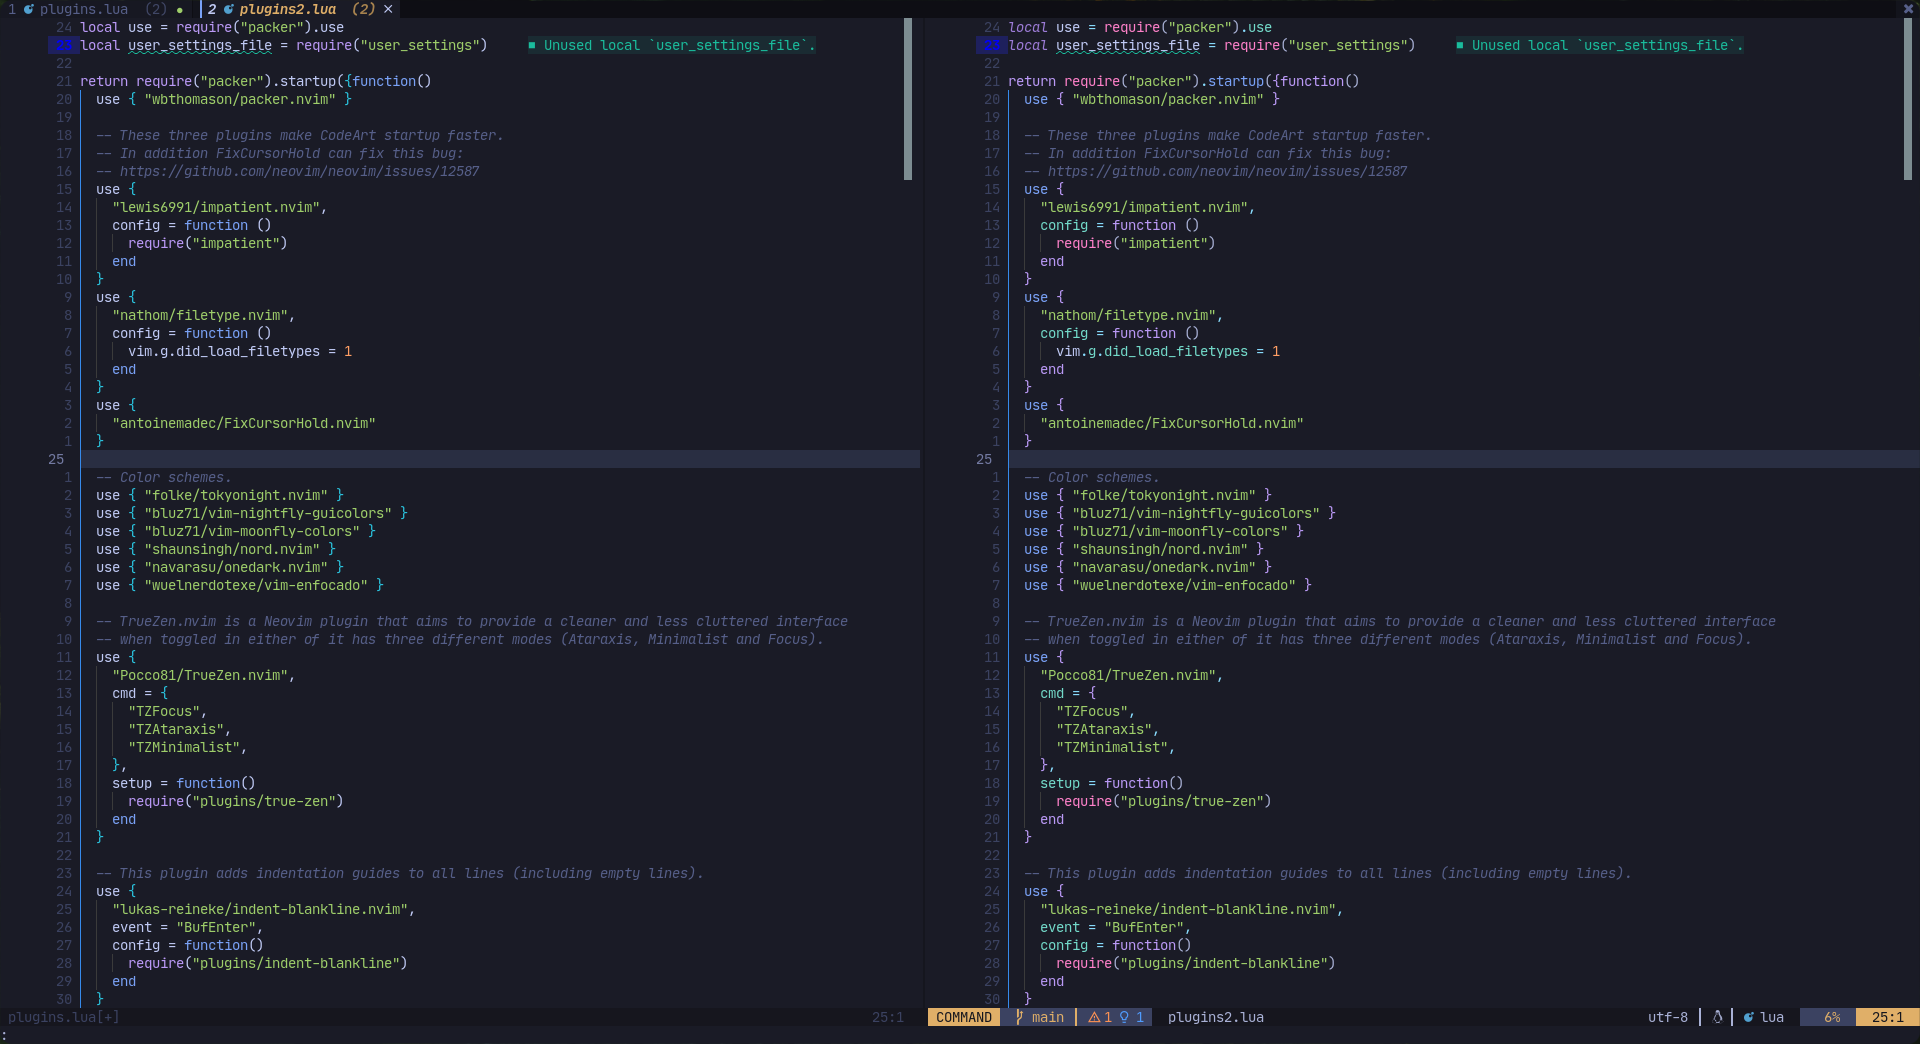 1 plugins.lua (2) ● 2 plugins2.lua (2) ×
24 local use = require("packer").use
23 local user_settings_file = require("user_settings") ■ Unused local `user_settings_file`.
22
21 return require("packer").startup({function()
20 use { "wbthomason/packer.nvim" }
19
18 -- These three plugins make CodeArt startup faster.
17 -- In addition FixCursorHold can fix this bug:
16 -- https://github.com/neovim/neovim/issues/12587
15 use {
14 "lewis6991/impatient.nvim",
13 config = function ()
12 require("impatient")
11 end
10 }
9 use {
8 "nathom/filetype.nvim",
7 config = function ()
6 vim.g.did_load_filetypes = 1
5 end
4 }
3 use {
2 "antoinemadec/FixCursorHold.nvim"
1 }
25
1 -- Color schemes.
2 use { "folke/tokyonight.nvim" }
3 use { "bluz71/vim-nightfly-guicolors" }
4 use { "bluz71/vim-moonfly-colors" }
5 use { "shaunsingh/nord.nvim" }
6 use { "navarasu/onedark.nvim" }
7 use { "wuelnerdotexe/vim-enfocado" }
8
9 -- TrueZen.nvim is a Neovim plugin that aims to provide a cleaner and less cluttered interface
10 -- when toggled in either of it has three different modes (Ataraxis, Minimalist and Focus).
11 use {
12 "Pocco81/TrueZen.nvim",
13 cmd = {
14 "TZFocus",
15 "TZAtaraxis",
16 "TZMinimalist",
17 },
18 setup = function()
19 require("plugins/true-zen")
20 end
21 }
22
23 -- This plugin adds indentation guides to all lines (including empty lines).
24 use {
25 "lukas-reineke/indent-blankline.nvim",
26 event = "BufEnter",
27 config = function()
28 require("plugins/indent-blankline")
29 end
30 }
plugins.lua[+] 25:1
24 local use = require("packer").use
23 local user_settings_file = require("user_settings") ■ Unused local `user_settings_file`.
22
21 return require("packer").startup({function()
20 use { "wbthomason/packer.nvim" }
19
18 -- These three plugins make CodeArt startup faster.
17 -- In addition FixCursorHold can fix this bug:
16 -- https://github.com/neovim/neovim/issues/12587
15 use {
14 "lewis6991/impatient.nvim",
13 config = function ()
12 require("impatient")
11 end
10 }
9 use {
8 "nathom/filetype.nvim",
7 config = function ()
6 vim.g.did_load_filetypes = 1
5 end
4 }
3 use {
2 "antoinemadec/FixCursorHold.nvim"
1 }
25
1 -- Color schemes.
2 use { "folke/tokyonight.nvim" }
3 use { "bluz71/vim-nightfly-guicolors" }
4 use { "bluz71/vim-moonfly-colors" }
5 use { "shaunsingh/nord.nvim" }
6 use { "navarasu/onedark.nvim" }
7 use { "wuelnerdotexe/vim-enfocado" }
8
9 -- TrueZen.nvim is a Neovim plugin that aims to provide a cleaner and less cluttered interface
10 -- when toggled in either of it has three different modes (Ataraxis, Minimalist and Focus).
11 use {
12 "Pocco81/TrueZen.nvim",
13 cmd = {
14 "TZFocus",
15 "TZAtaraxis",
16 "TZMinimalist",
17 },
18 setup = function()
19 require("plugins/true-zen")
20 end
21 }
22
23 -- This plugin adds indentation guides to all lines (including empty lines).
24 use {
25 "lukas-reineke/indent-blankline.nvim",
26 event = "BufEnter",
27 config = function()
28 require("plugins/indent-blankline")
29 end
30 }
COMMAND main 1 1 plugins2.lua utf-8 lua 6% 25:1
: